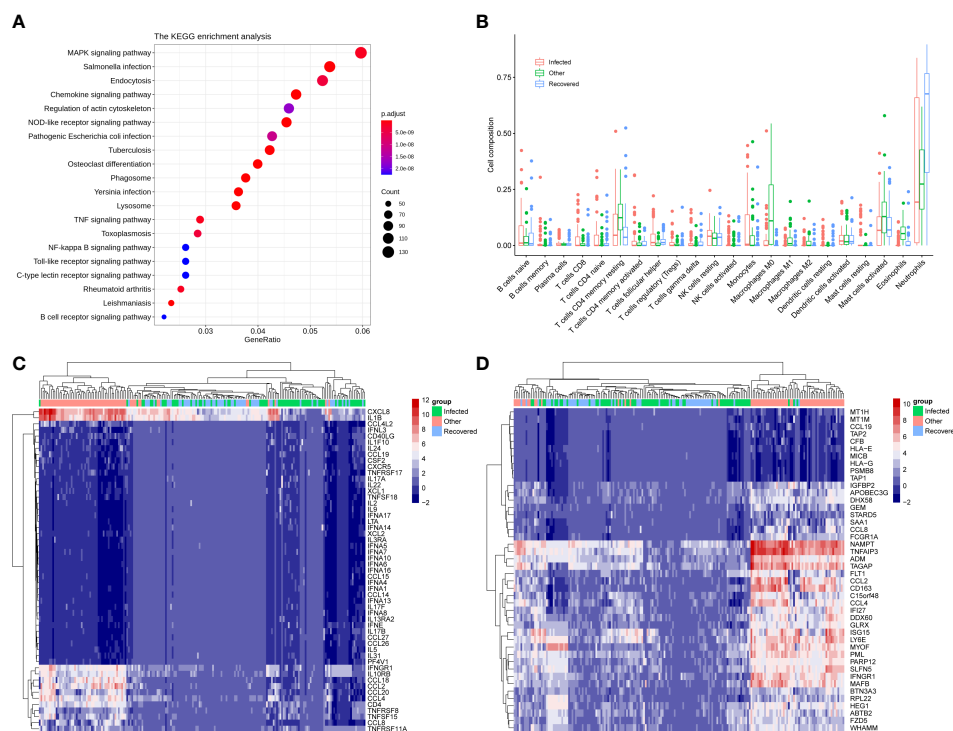 A
The KEGG enrichment analysis
MAPK signaling pathway
Salmonella infection
Endocytosis
Chemokine signaling pathway
Regulation of actin cytoskeleton
NOD-like receptor signaling pathway
Pathogenic Escherichia coli infection
Tuberculosis
Osteoclast differentiation
Phagosome
Yersinia infection
Lysosome
TNF signaling pathway
Toxoplasmosis
NF-kappa B signaling pathway
Toll-like receptor signaling pathway
C-type lectin receptor signaling pathway
Rheumatoid arthritis
Leishmaniasis
B cell receptor signaling pathway
0.03 0.04 0.05 0.06
GeneRatio
p.adjust
5.0e-09
1.0e-08
1.5e-08
2.0e-08
Count
50
70
90
110
130
B
Cell composition
0.75
0.50
0.25
0.00
Infected
Other
Recovered
B cells naive
B cells memory
Plasma cells
T cells CD8
T cells CD4 naive
T cells CD4 memory resting
T cells CD4 memory activated
T cells follicular helper
T cells regulatory (Tregs)
T cells gamma delta
NK cells resting
NK cells activated
Monocytes
Macrophages M0
Macrophages M1
Macrophages M2
Dendritic cells resting
Dendritic cells activated
Mast cells resting
Mast cells activated
Eosinophils
Neutrophils
C
CXCL8
IL1B
CCL4L2
IFNL3
CD40LG
IL1F10
IL24
CCL19
CSF2
CXCR5
TNFRSF17
IL17A
IL22
XCL1
TNFSF18
IL2
IL9
IFNA17
LTA
IFNA14
XCL2
IL3RA
IFNA5
IFNA7
IFNA10
IFNA6
IFNA16
CCL15
IFNA4
IFNA1
CCL14
IFNA13
IL17F
IFNA8
IL13RA2
IFNE
IL17B
CCL27
CCL26
IL5
IL31
PF4V1
IFNGR1
IL10RB
CCL18
CCL2
CCL20
CCL4
CD4
TNFRSF8
TNFSF15
CCL8
TNFRSF11A
12
10
8
6
4
2
0
−2
group
Infected
Other
Recovered
D
MT1H
MT1M
CCL19
TAP2
CFB
HLA-E
MICB
HLA-G
PSMB8
TAP1
IGFBP2
APOBEC3G
DHX58
GEM
STARD5
SAA1
CCL8
FCGR1A
NAMPT
TNFAIP3
ADM
TAGAP
FLT1
CCL2
CD163
C15orf48
CCL4
IFI27
DDX60
GLRX
ISG15
LY6E
MYOF
PML
PARP12
SLFN5
IFNGR1
MAFB
BTN3A3
RPL22
HEG1
ABTB2
FZD5
WHAMM
10
8
6
4
2
0
−2
group
Infected
Other
Recovere